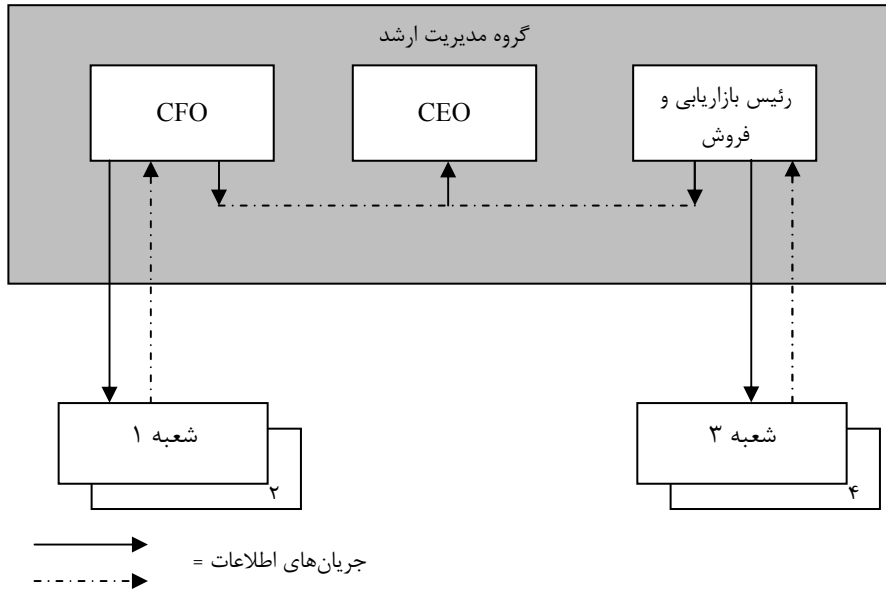 گروه مدیریت ارشد
رئیس بازاریابی و
فروش
CEO
CFO
شعبه ۳
۴
شعبه ۱
۲
جریان‌های اطلاعات =